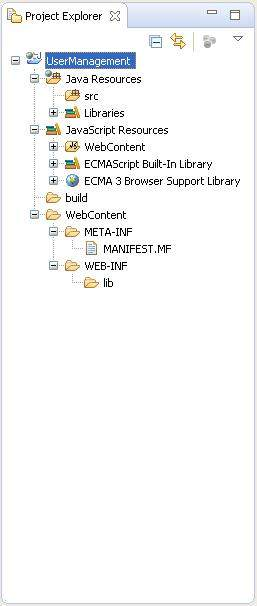 Project Explorer
UserManagement
Java Resources
src
Libraries
JavaScript Resources
WebContent
ECMAScript Built-In Library
ECMA 3 Browser Support Library
build
WebContent
META-INF
MANIFEST.MF
WEB-INF
lib